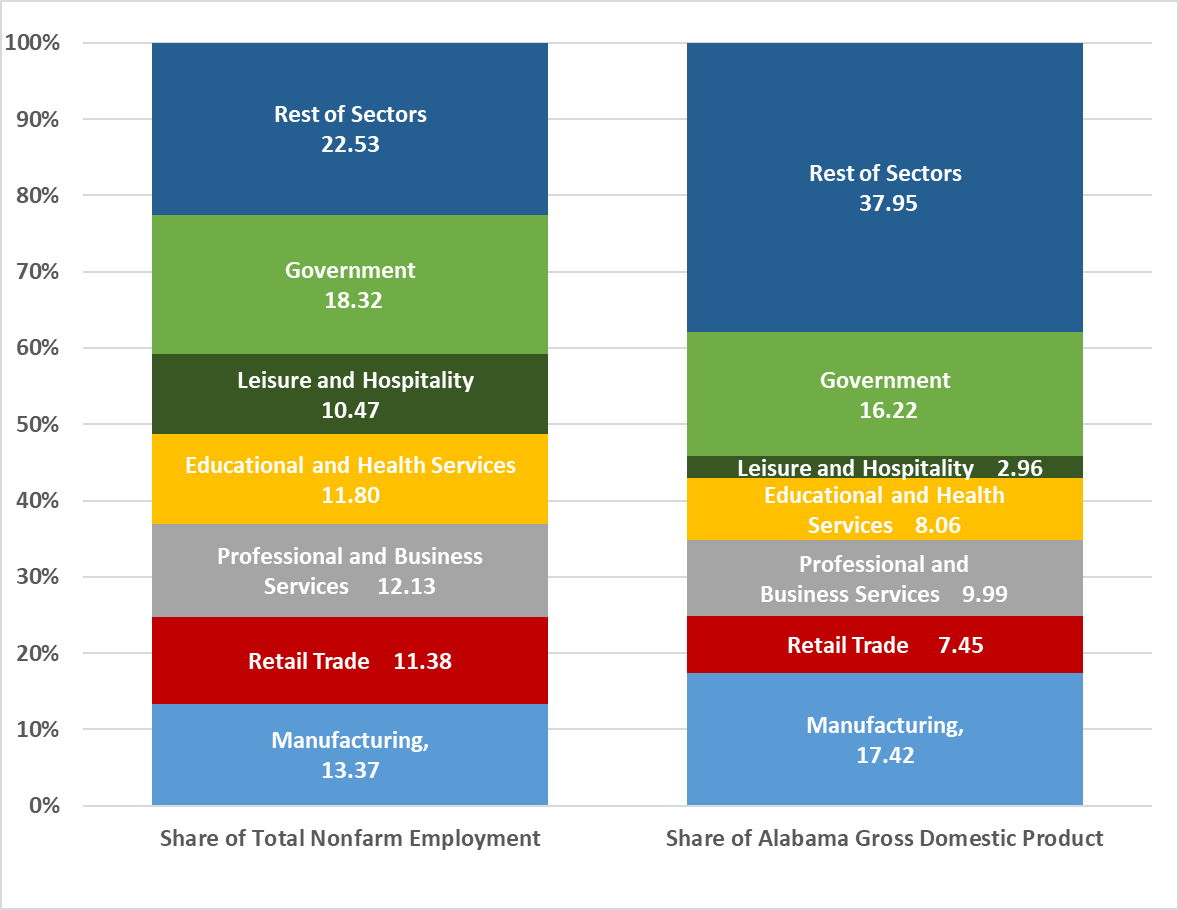 100%
90%
80%
70%
60%
50%
40%
30%
20%
10%
0%
Rest of Sectors
22.53
Government
18.32
Leisure and Hospitality
10.47
Educational and Health Services
11.80
Professional and Business
Services 12.13
Retail Trade 11.38
Manufacturing,
13.37
Rest of Sectors
37.95
Government
16.22
Leisure and Hospitality 2.96
Educational and Health
Services 8.06
Professional and
Business Services 9.99
Retail Trade 7.45
Manufacturing,
17.42
Share of Total Nonfarm Employment
Share of Alabama Gross Domestic Product